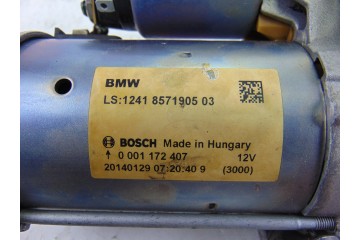 BMW
LS:1241 8571905 03
BOSCH Made in Hungary
↑ 0 001 172 407 12V
20140129 07:20:40 9 (3000)